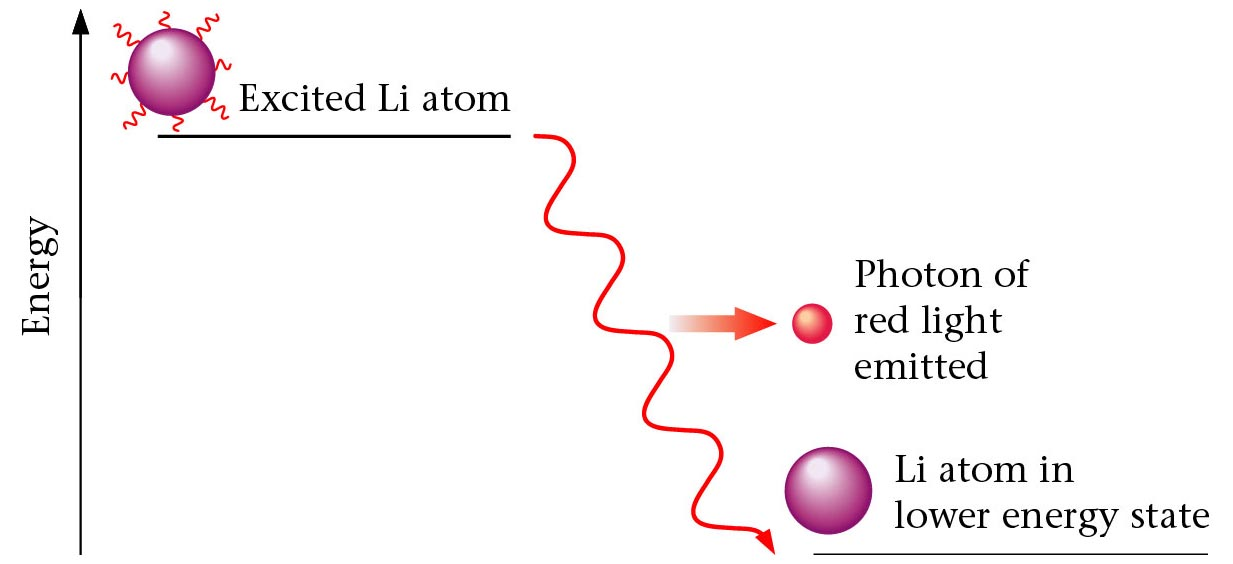 Excited Li atom
Energy
Photon of
red light
emitted
Li atom in
lower energy state